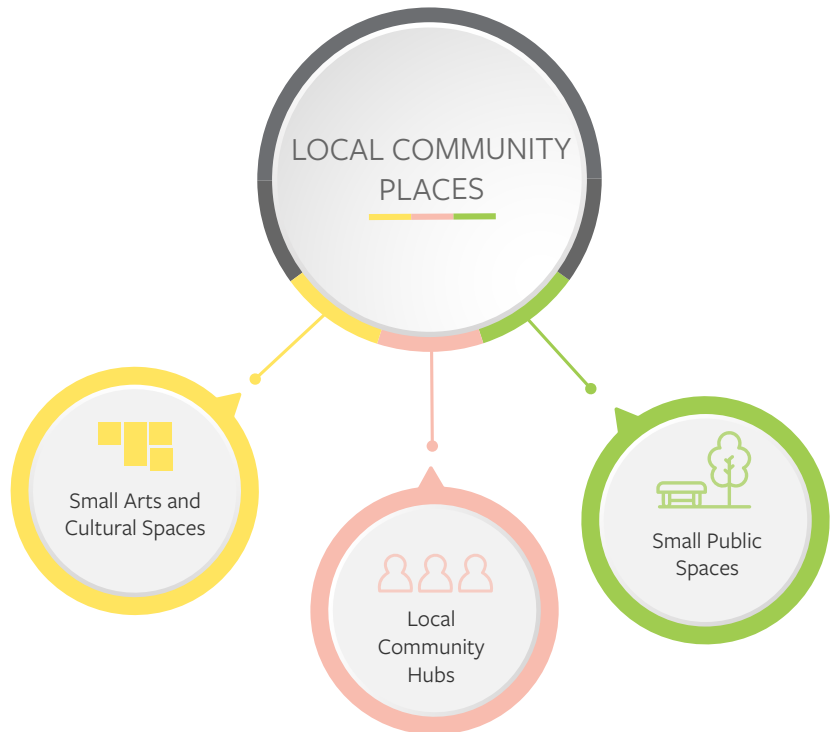 LOCAL COMMUNITY
PLACES
Small Arts and
Cultural Spaces
Local
Community
Hubs
Small Public
Spaces